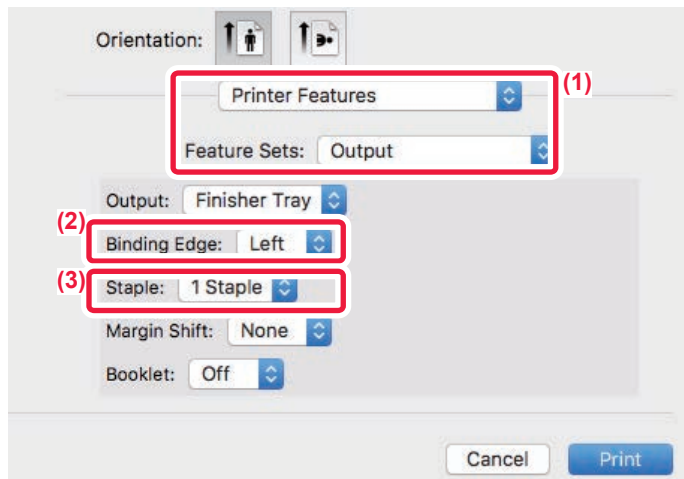 Orientation:
Printer Features
(1)
Feature Sets: Output
Output: Finisher Tray
(2)
Binding Edge: Left
(3)
Staple: 1 Staple
Margin Shift: None
Booklet: Off
Cancel Print